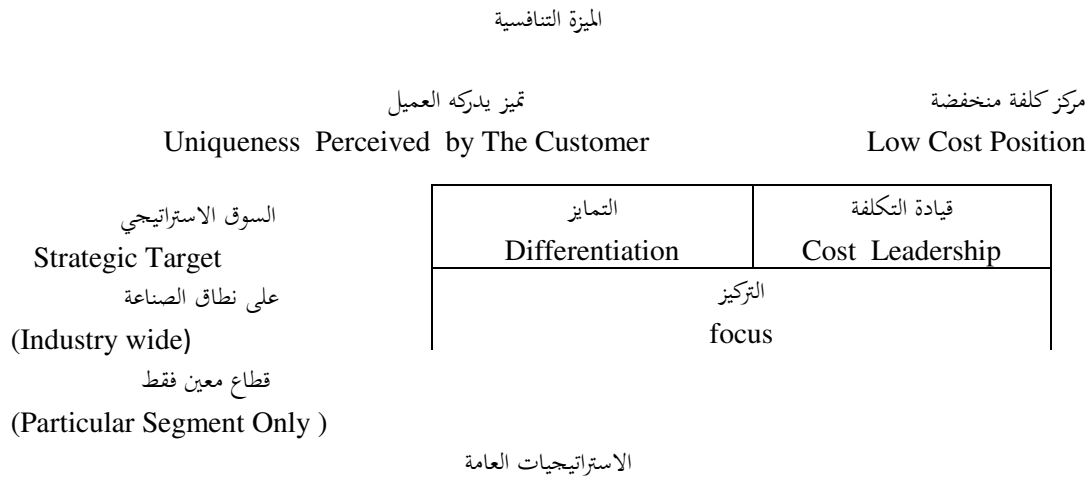 الميزة التنافسية
مركز كلفة منخفضة
تميز يدركه العميل
Low Cost Position
Uniqueness Perceived by The Customer
قيادة التكلفة
التمايز
السوق الاستراتيجي
Cost Leadership
Differentiation
Strategic Target
التركيز
على نطاق الصناعة
focus
(Industry wide)
قطاع معين فقط
(Particular Segment Only )
الاستراتيجيات العامة